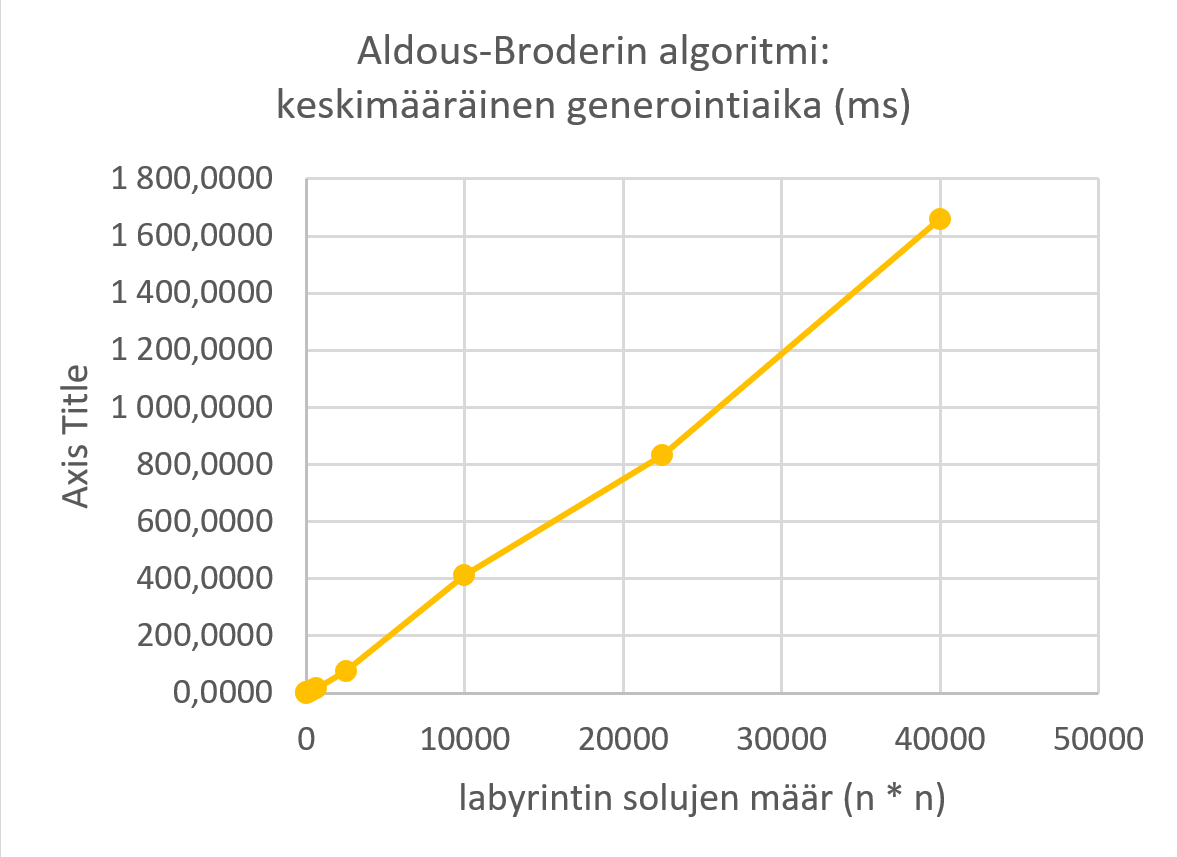 Aldous-Broderin algoritmi:
keskimääräinen generointiaika (ms)
1 800,0000
1 600,0000
1 400,0000
1 200,0000
1 000,0000
800,0000
600,0000
400,0000
200,0000
0,0000
Axis Title
0 10000 20000 30000 40000 50000
labyrintin solujen määr (n * n)